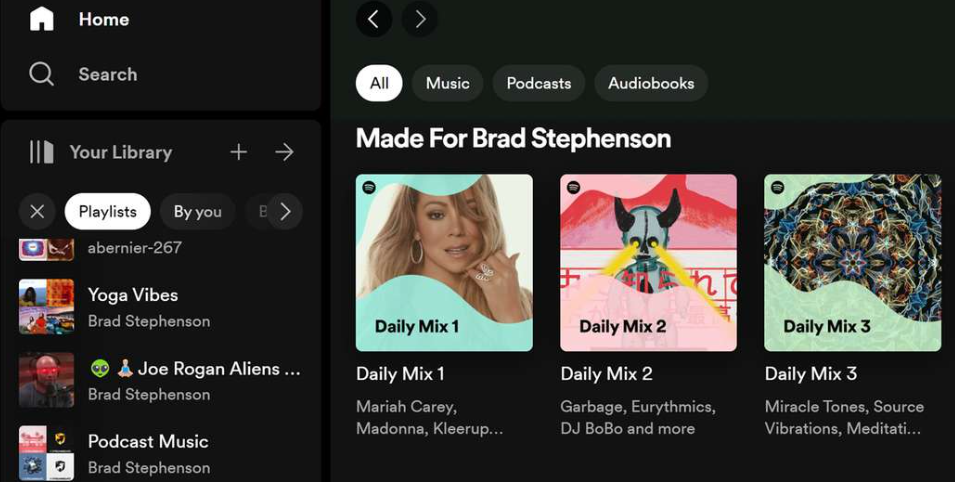 Home
Search
Your Library
Playlists
By you
abernier-267
Yoga Vibes
Brad Stephenson
👽 🧘 Joe Rogan Aliens ...
Brad Stephenson
Podcast Music
Brad Stephenson
All
Music
Podcasts
Audiobooks
Made For Brad Stephenson
Daily Mix 1
Daily Mix 1
Mariah Carey,
Madonna, Kleerup...
Daily Mix 2
Daily Mix 2
Garbage, Eurythmics,
DJ BoBo and more
Daily Mix 3
Daily Mix 3
Miracle Tones, Source
Vibrations, Meditati...